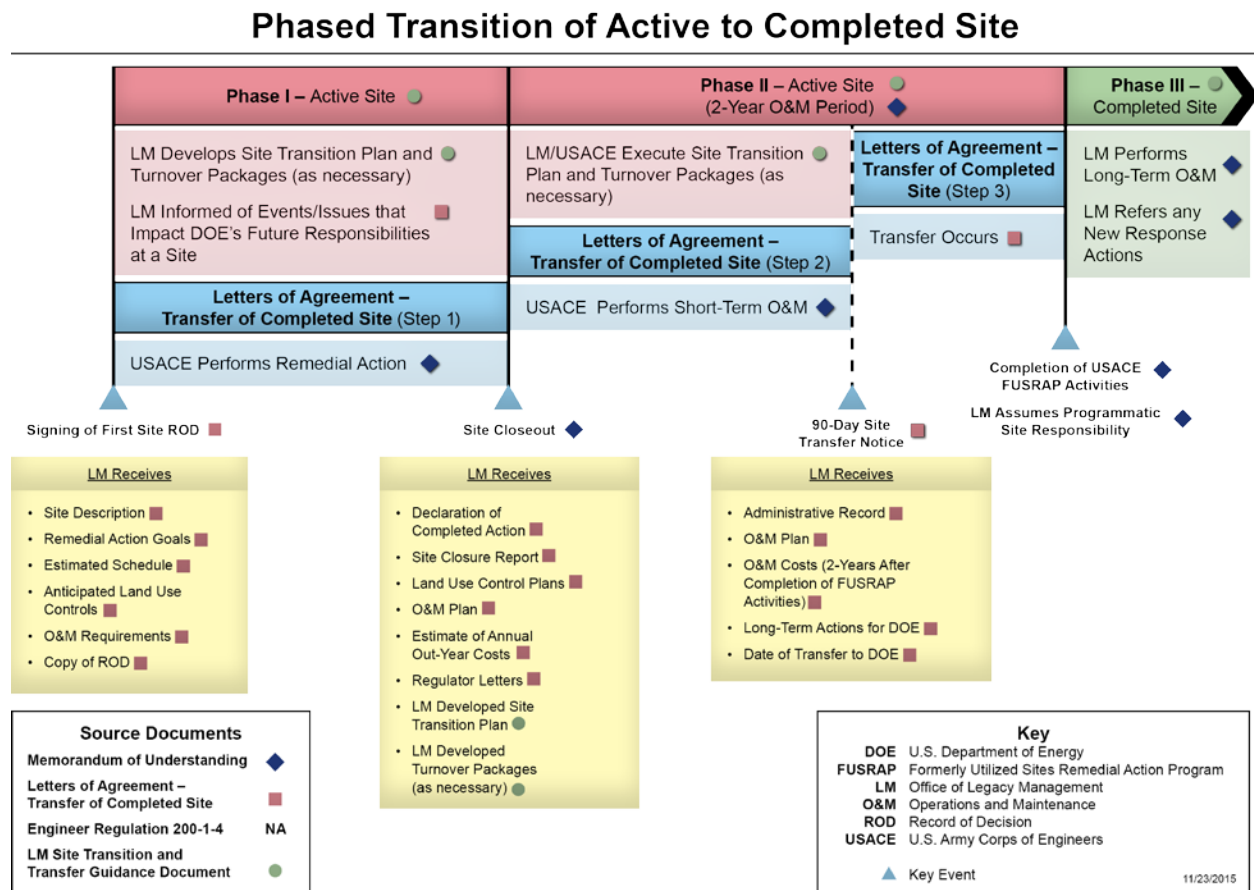 Phased Transition of Active to Completed Site
Phase I – Active Site
Phase II – Active Site
(2-Year O&M Period)
Phase III –
Completed Site
LM Develops Site Transition Plan and
Turnover Packages (as necessary)
LM Informed of Events/Issues that
Impact DOE's Future Responsibilities
at a Site
Letters of Agreement –
Transfer of Completed Site (Step 1)
USACE Performs Remedial Action
LM/USACE Execute Site Transition
Plan and Turnover Packages (as
necessary)
Letters of Agreement –
Transfer of Completed Site (Step 2)
USACE Performs Short-Term O&M
Letters of Agreement –
Transfer of Completed
Site (Step 3)
Transfer Occurs
LM Performs
Long-Term O&M
LM Refers any
New Response
Actions
Signing of First Site ROD
Site Closeout
90-Day Site
Transfer Notice
Completion of USACE
FUSRAP Activities
LM Assumes Programmatic
Site Responsibility
LM Receives
• Site Description
• Remedial Action Goals
• Estimated Schedule
• Anticipated Land Use
Controls
• O&M Requirements
• Copy of ROD
LM Receives
• Declaration of
Completed Action
• Site Closure Report
• Land Use Control Plans
• O&M Plan
• Estimate of Annual
Out-Year Costs
• Regulator Letters
• LM Developed Site
Transition Plan
• LM Developed
Turnover Packages
(as necessary)
LM Receives
• Administrative Record
• O&M Plan
• O&M Costs (2-Years After
Completion of FUSRAP
Activities)
• Long-Term Actions for DOE
• Date of Transfer to DOE
Source Documents
Memorandum of Understanding
Letters of Agreement –
Transfer of Completed Site
Engineer Regulation 200-1-4 NA
LM Site Transition and
Transfer Guidance Document
Key
DOE U.S. Department of Energy
FUSRAP Formerly Utilized Sites Remedial Action Program
LM Office of Legacy Management
O&M Operations and Maintenance
ROD Record of Decision
USACE U.S. Army Corps of Engineers
Key Event
11/23/2015